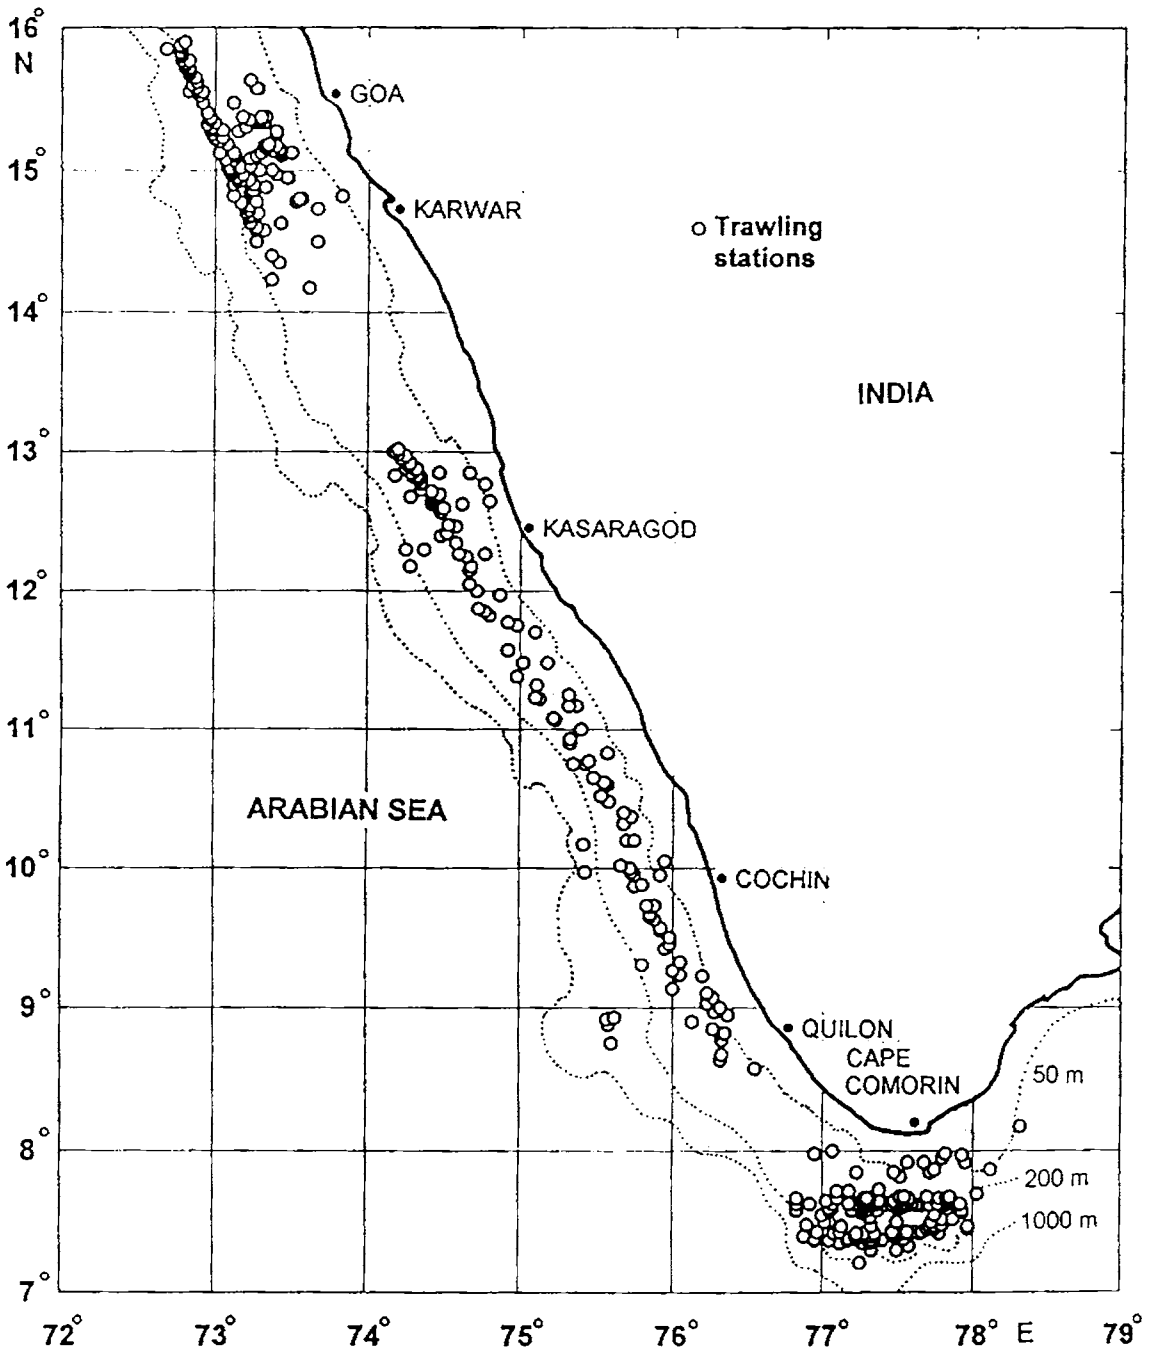 16°
N
GOA
15°
KARWAR
Trawling
stations
14°
INDIA
13°
KASARAGOD
12°
11°
ARABIAN SEA
10°
COCHIN
9°
QUILON
CAPE
COMORIN
50 m
8°
200 m
1000 m
7°
72° 73° 74° 75° 76° 77° 78° E 79°